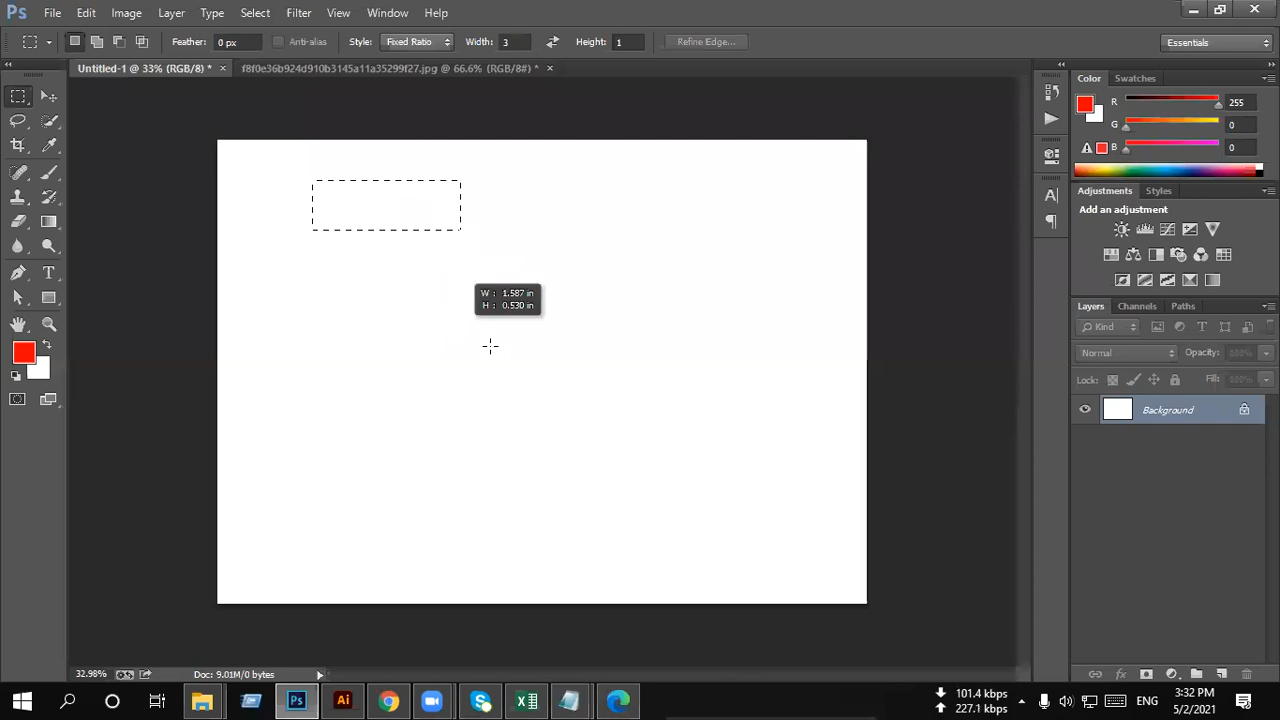 Ps File Edit Image Layer Type Select Filter View Window Help
Feather: 0 px Anti-alias Style: Fixed Ratio Width: 3 Height: 1 Refine Edge... Essentials
Untitled-1 @ 33% (RGB/8) * × f8f0e36b924d910b3145a11a35299f27.jpg @ 66.6% (RGB/8#) * ×
Color Swatches
R 255
G 0
B 0
Adjustments Styles
Add an adjustment
W : 1.587 in
H : 0.530 in
Layers Channels Paths
Kind
Normal Opacity: 100%
Lock: Fill: 100%
Background
32.98% Doc: 9.01M/0 bytes
Ps Ai 101.4 kbps
227.1 kbps
ENG
3:32 PM
5/2/2021